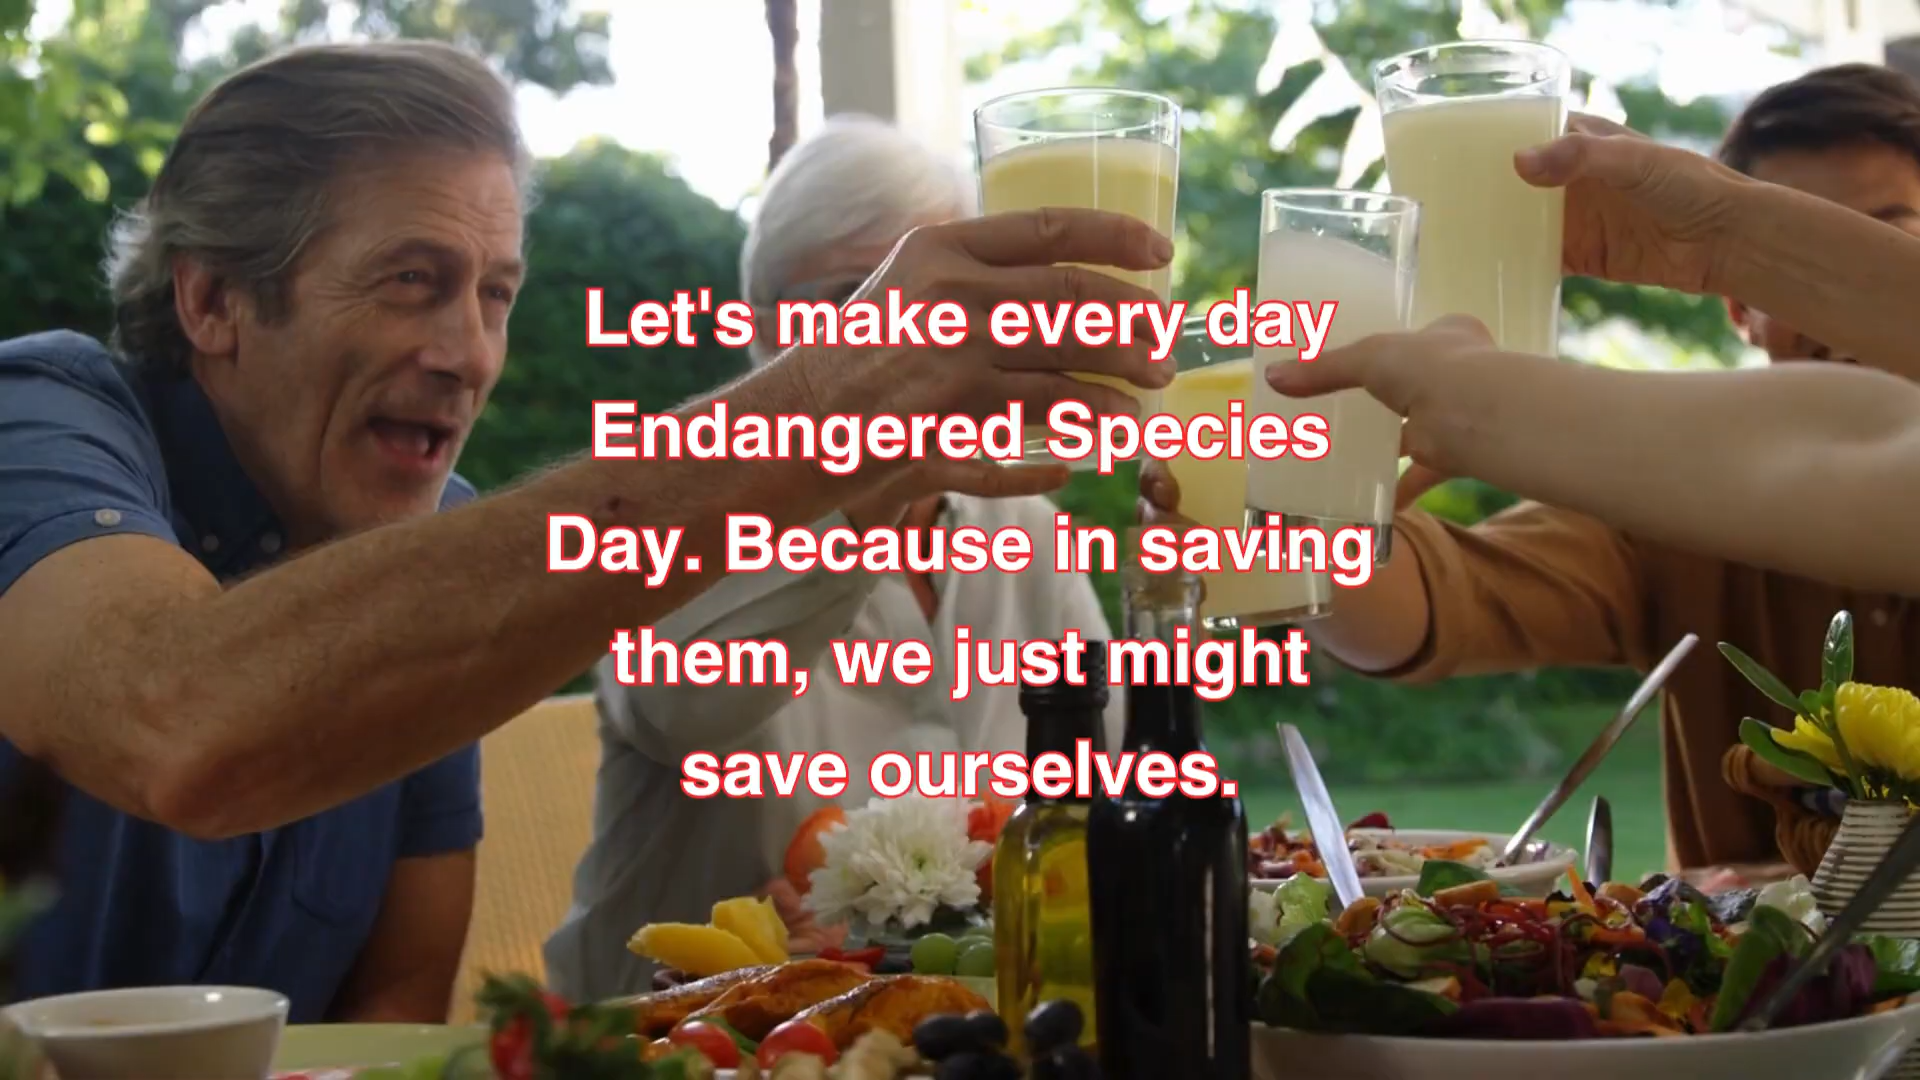 Let's make every day
Endangered Species
Day. Because in saving
them, we just might
save ourselves.